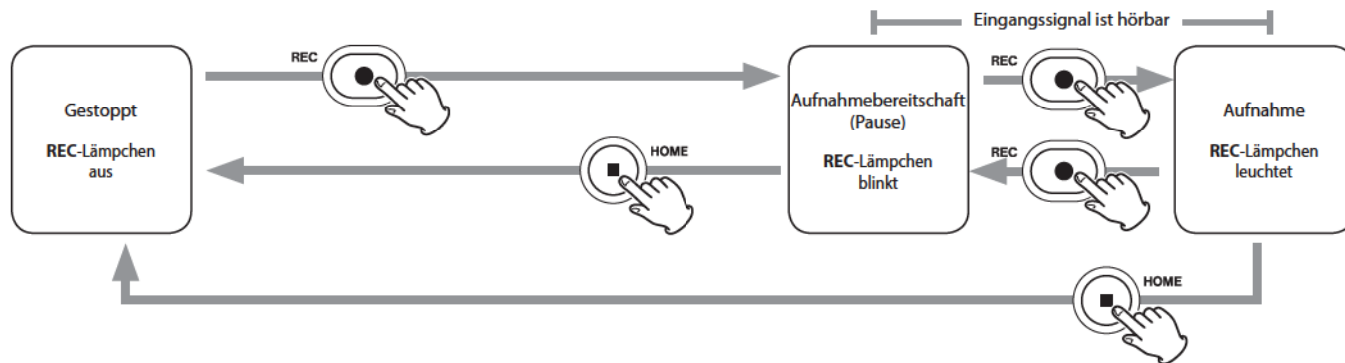 Eingangssignal ist hörbar
REC
REC
Gestoppt
REC-Lämpchen
aus
Aufnahmebereitschaft
(Pause)
REC-Lämpchen
blinkt
Aufnahme
REC-Lämpchen
leuchtet
HOME
REC
HOME